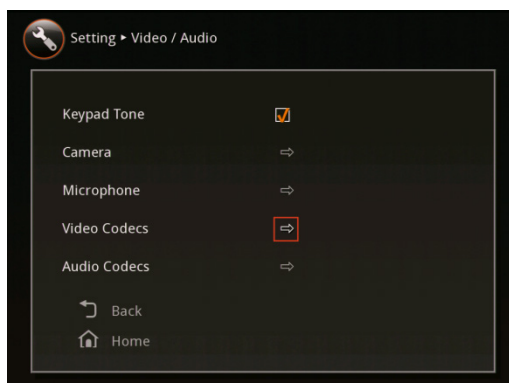 Setting ▸ Video / Audio
Keypad Tone
Camera
Microphone
Video Codecs
Audio Codecs
Back
Home